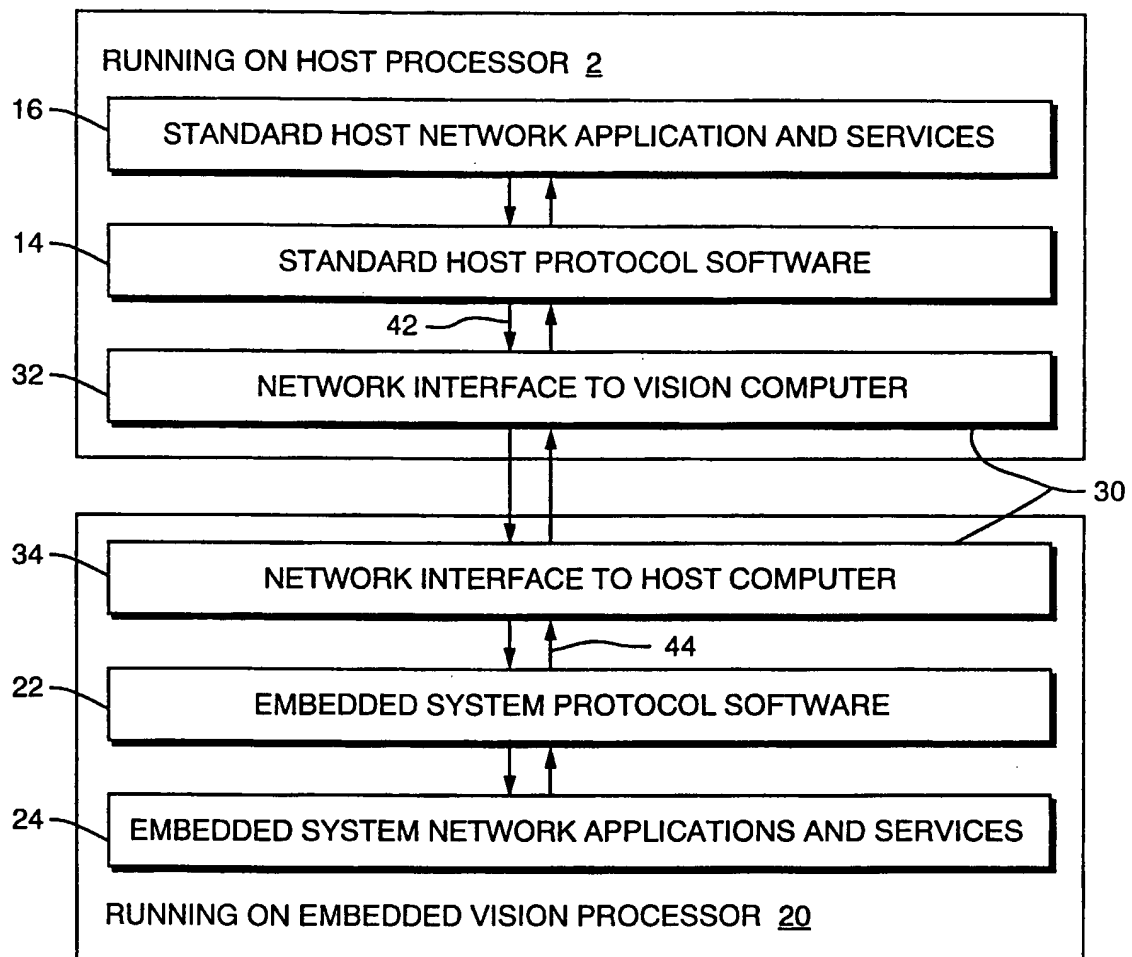 RUNNING ON HOST PROCESSOR 2
16
STANDARD HOST NETWORK APPLICATION AND SERVICES
14
STANDARD HOST PROTOCOL SOFTWARE
42
32
NETWORK INTERFACE TO VISION COMPUTER
30
34
NETWORK INTERFACE TO HOST COMPUTER
44
22
EMBEDDED SYSTEM PROTOCOL SOFTWARE
24
EMBEDDED SYSTEM NETWORK APPLICATIONS AND SERVICES
RUNNING ON EMBEDDED VISION PROCESSOR 20